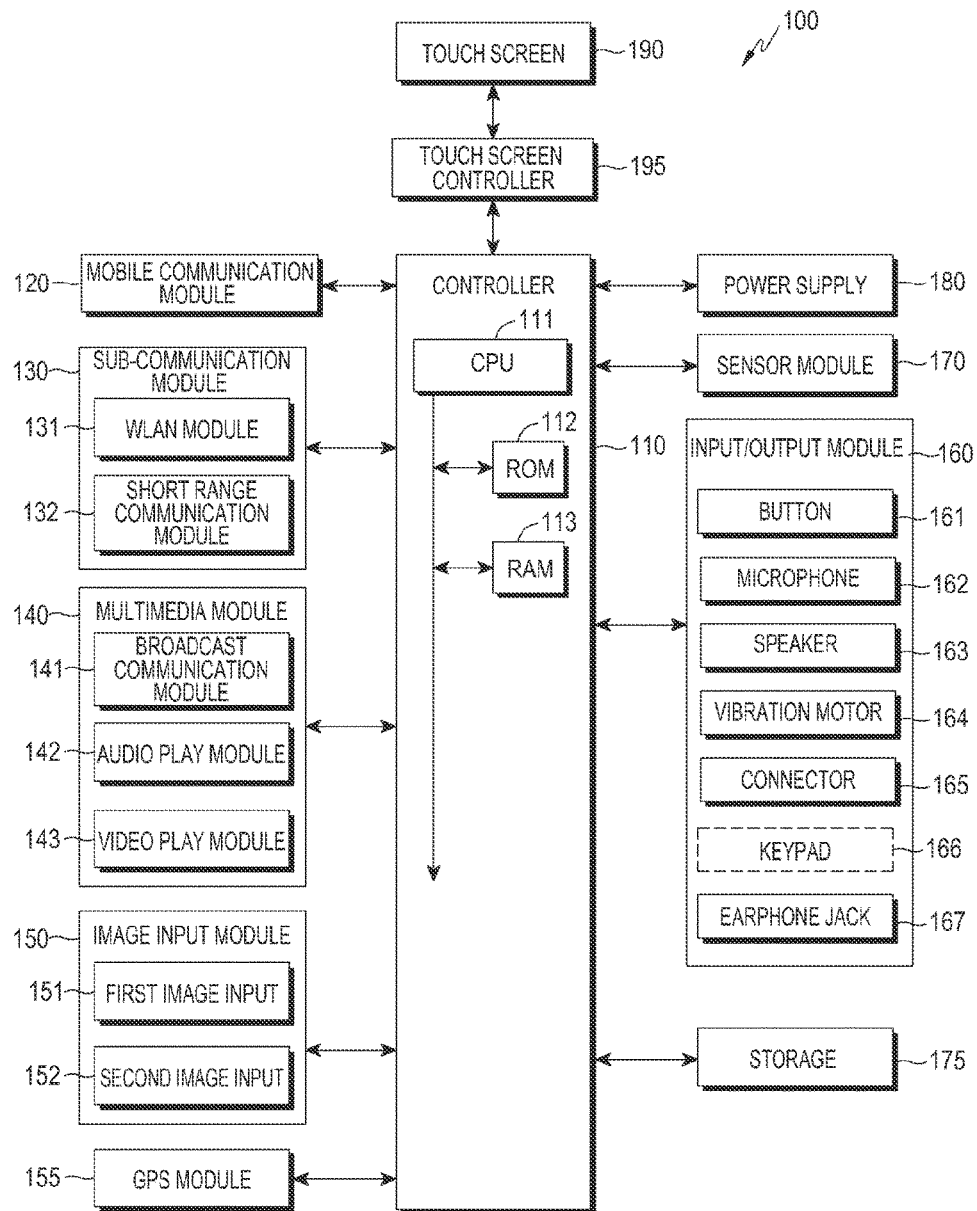 100
TOUCH SCREEN
190
TOUCH SCREEN
CONTROLLER
195
120
MOBILE COMMUNICATION
MODULE
CONTROLLER
POWER SUPPLY
180
111
CPU
130
SUB-COMMUNICATION
MODULE
SENSOR MODULE
170
131
WLAN MODULE
112
ROM
110
INPUT/OUTPUT MODULE
160
132
SHORT RANGE
COMMUNICATION
MODULE
BUTTON
161
113
RAM
MICROPHONE
162
140
MULTIMEDIA MODULE
141
BROADCAST
COMMUNICATION
MODULE
SPEAKER
163
VIBRATION MOTOR
164
142
AUDIO PLAY MODULE
CONNECTOR
165
143
VIDEO PLAY MODULE
KEYPAD
166
EARPHONE JACK
167
150
IMAGE INPUT MODULE
151
FIRST IMAGE INPUT
152
SECOND IMAGE INPUT
STORAGE
175
155
GPS MODULE